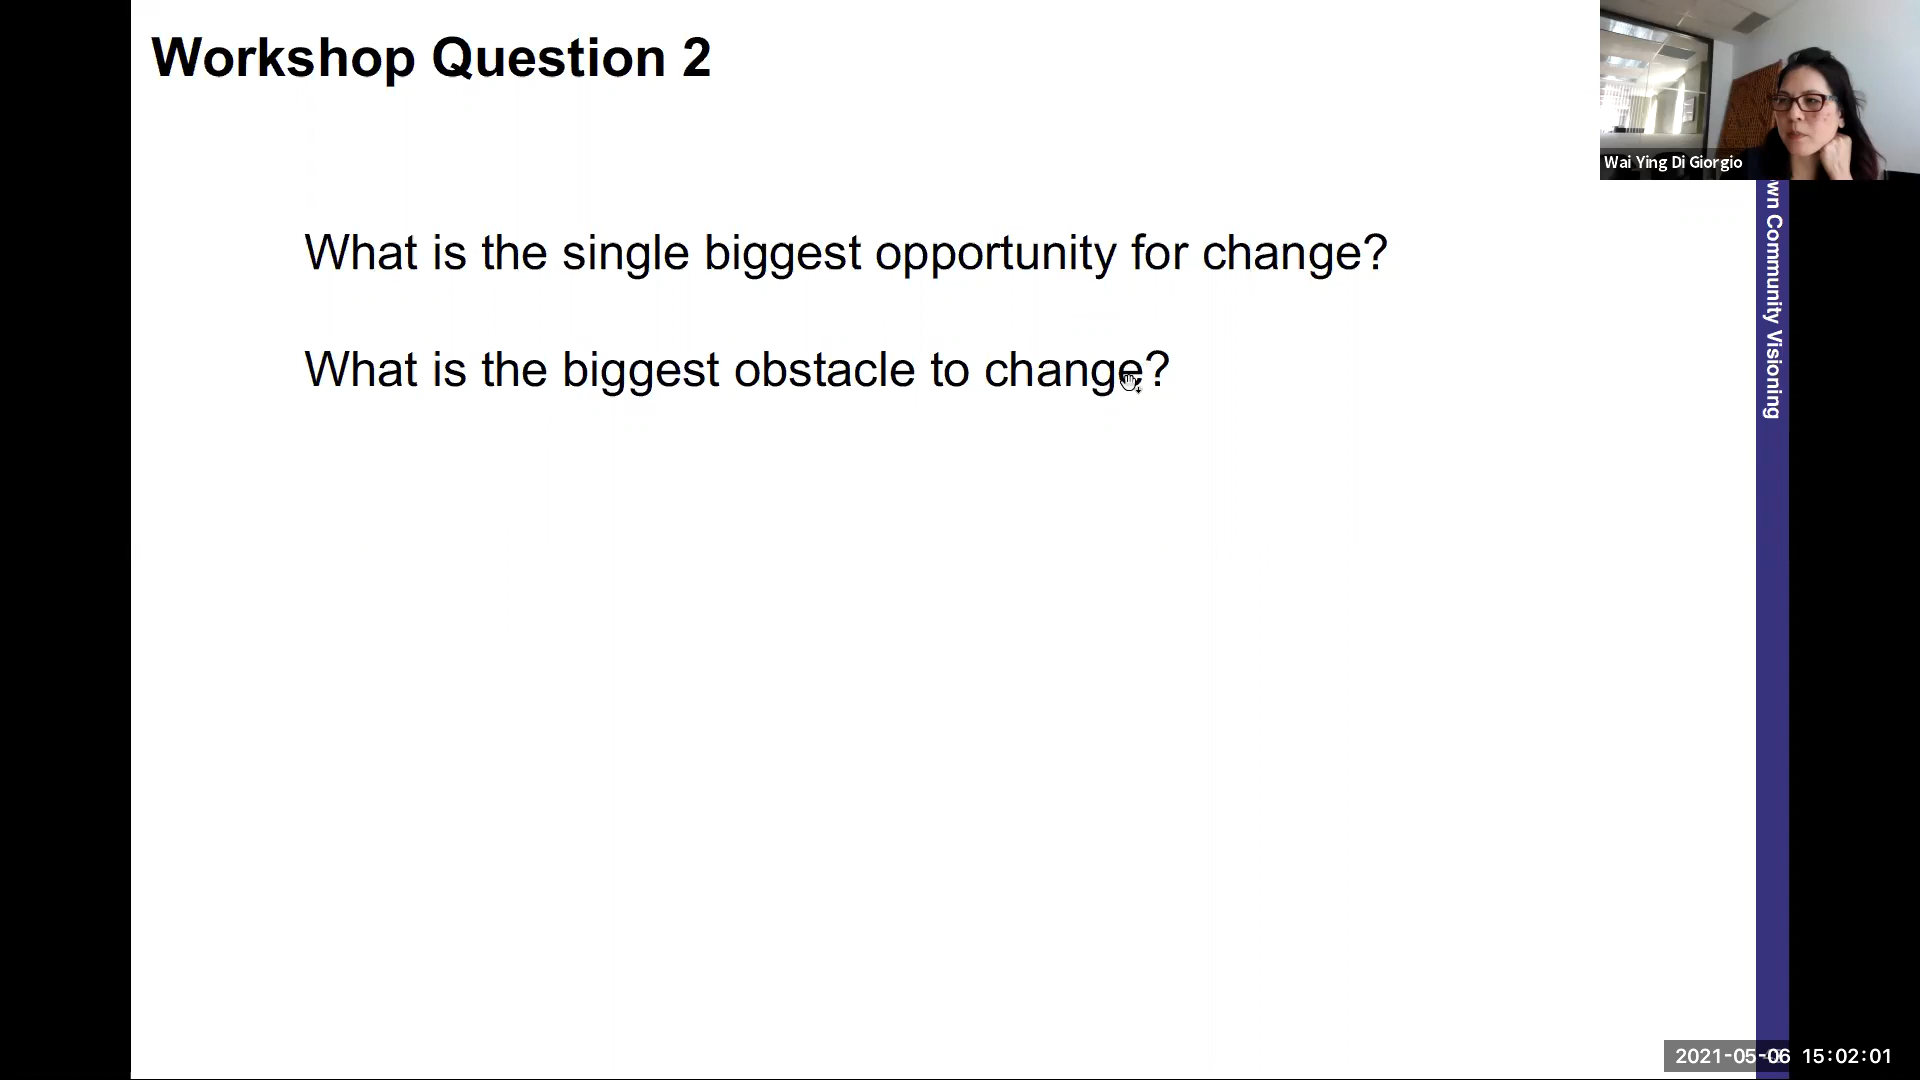 Workshop Question 2
What is the single biggest opportunity for change?
What is the biggest obstacle to change?
Wai Ying Di Giorgio
Community Visioning
2021-05-06 15:02:01